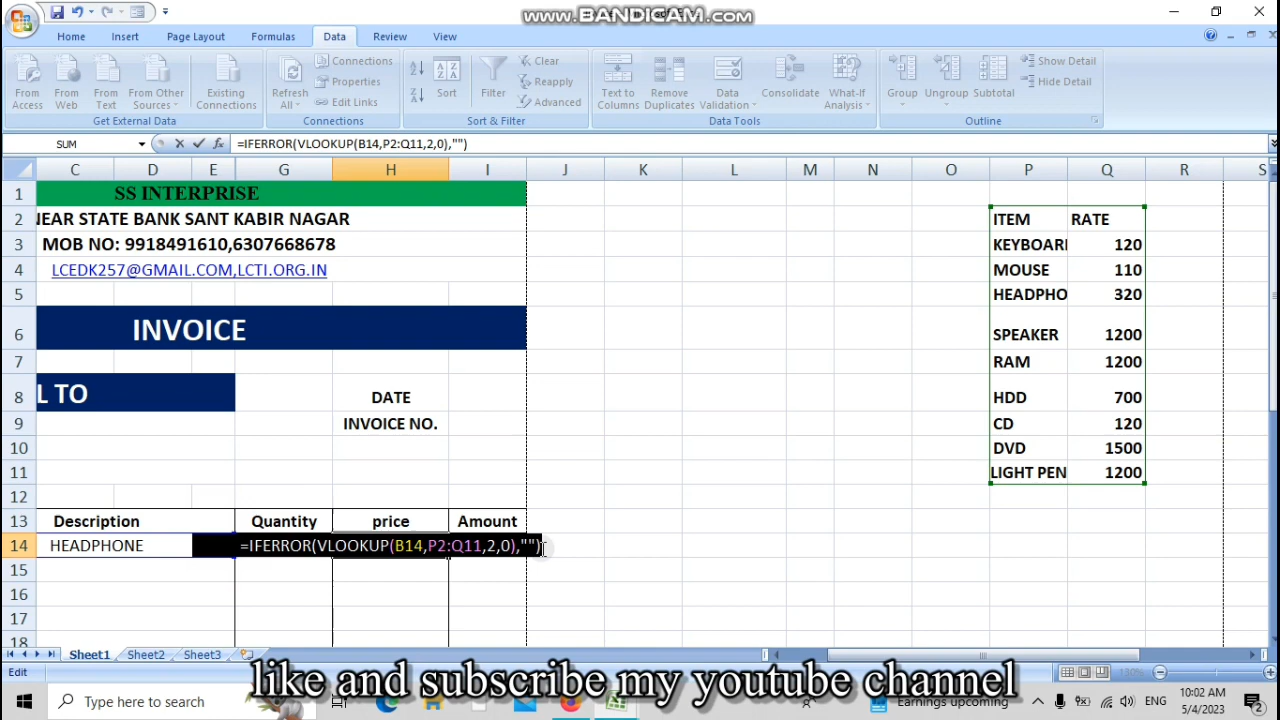 www.BANDICAM.com
Home Insert Page Layout Formulas Data Review View
From Access
From Web
From Text
From Other Sources
Existing Connections
Get External Data
Refresh All
Connections
Properties
Edit Links
Connections
Sort
Filter
Clear
Reapply
Advanced
Sort & Filter
Text to Columns
Remove Duplicates
Data Validation
Consolidate
What-If Analysis
Data Tools
Group
Ungroup
Subtotal
Show Detail
Hide Detail
Outline
SUM fx =IFERROR(VLOOKUP(B14,P2:Q11,2,0),"")
C D E G H I J K L M N O P Q R S
1 SS INTERPRISE
2 NEAR STATE BANK SANT KABIR NAGAR ITEM RATE
3 MOB NO: 9918491610,6307668678 KEYBOARI 120
4 LCEDK257@GMAIL.COM,LCTI.ORG.IN MOUSE 110
5 HEADPHO 320
6 INVOICE SPEAKER 1200
7 RAM 1200
8 L TO DATE HDD 700
9 INVOICE NO. CD 120
10 DVD 1500
11 LIGHT PEN 1200
12
13 Description Quantity price Amount
14 HEADPHONE =IFERROR(VLOOKUP(B14,P2:Q11,2,0),"")
15
16
17
18
Sheet1 Sheet2 Sheet3
Edit 130%
like and subscribe my youtube channel
Type here to search Earnings upcoming ENG 10:02 AM
5/4/2023 2